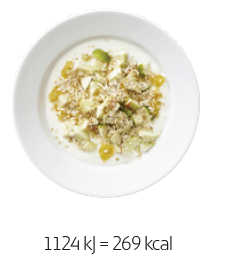 1124 kJ = 269 kcal